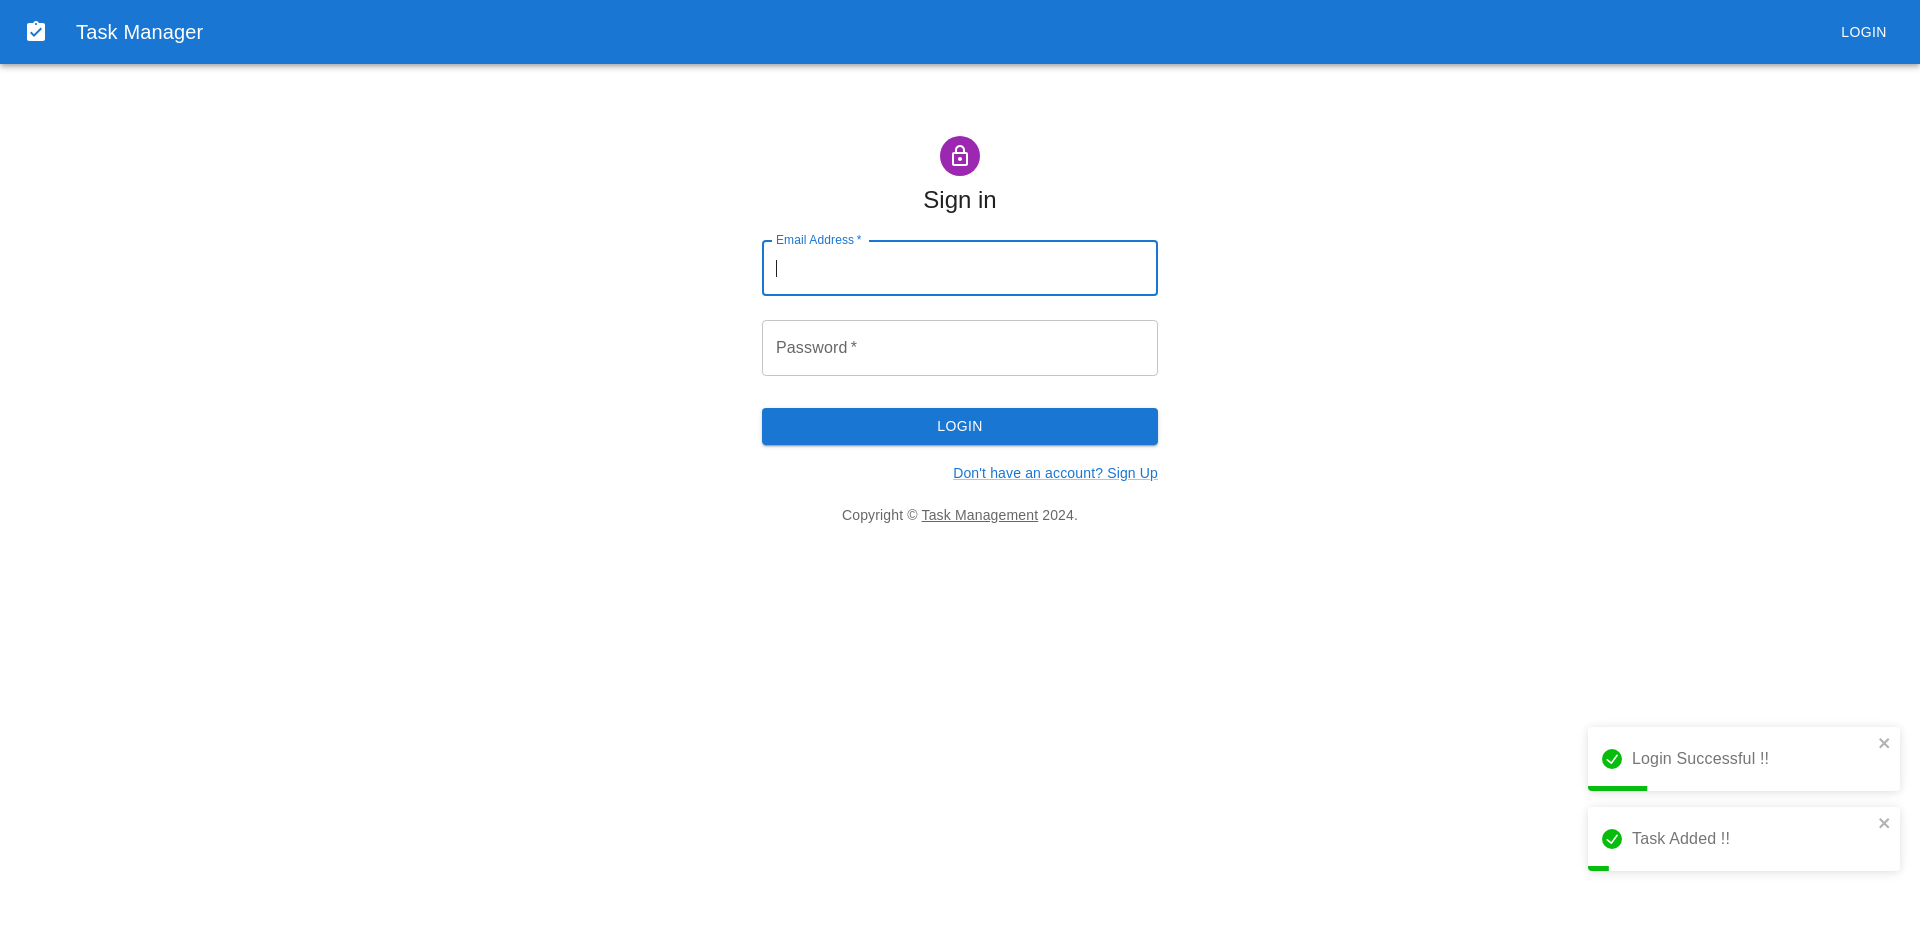 Task Manager
LOGIN
Sign in
Email Address *
Password *
LOGIN
Don't have an account? Sign Up
Copyright © Task Management 2024.
Login Successful !!
Task Added !!